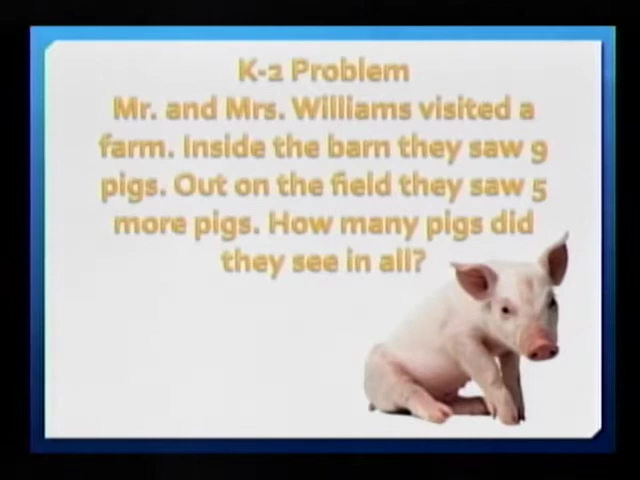 K-2 Problem
Mr. and Mrs. Williams visited a
farm. Inside the barn they saw 9
pigs. Out on the field they saw 5
more pigs. How many pigs did
they see in all?